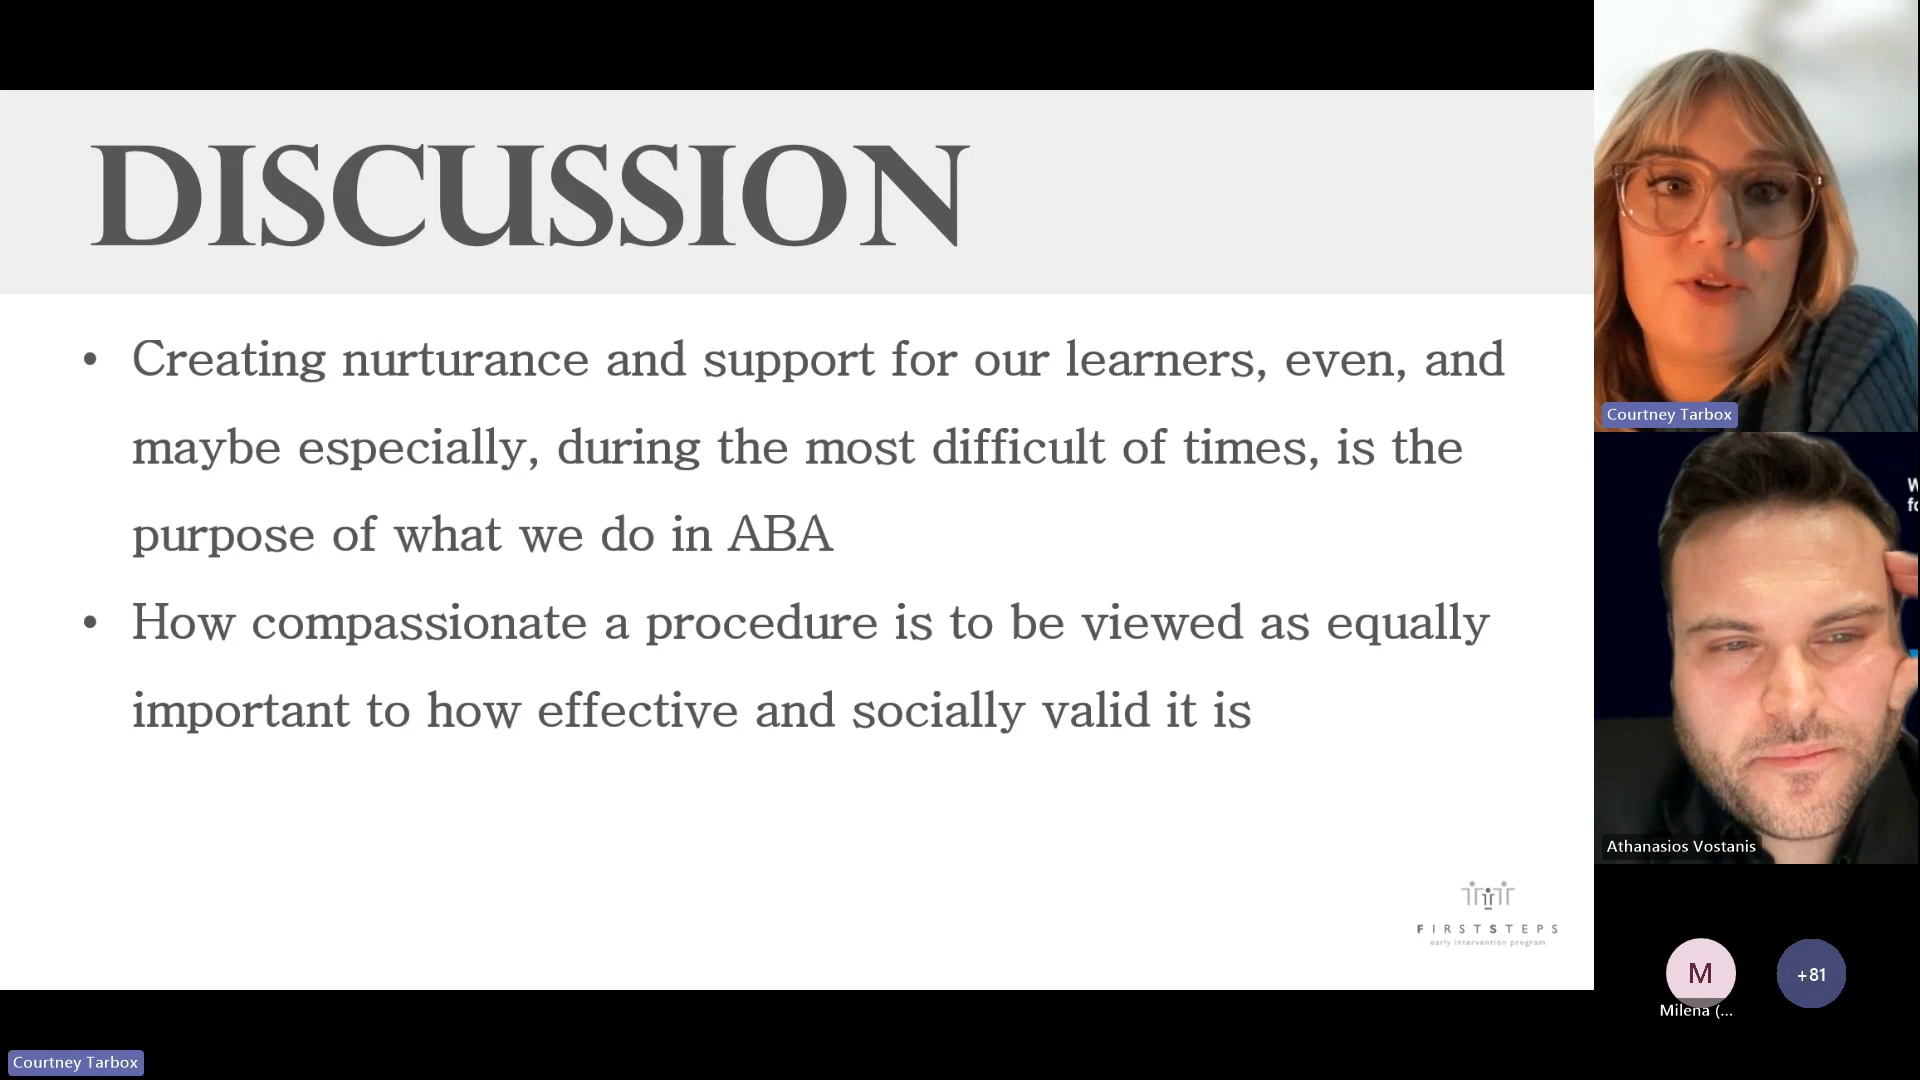 DISCUSSION
• Creating nurturance and support for our learners, even, and
maybe especially, during the most difficult of times, is the
purpose of what we do in ABA
• How compassionate a procedure is to be viewed as equally
important to how effective and socially valid it is
FIRSTSTEPS
early intervention program
Courtney Tarbox
Athanasios Vostanis
M
+81
Milena (...
Courtney Tarbox